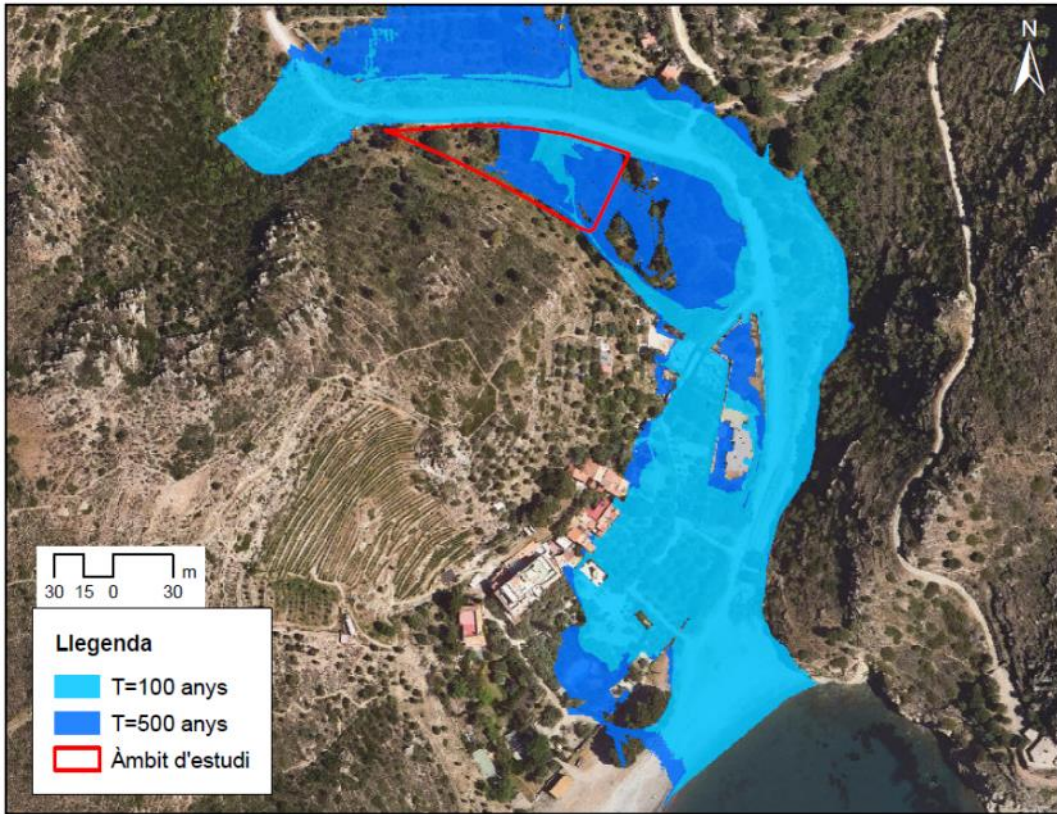 N
30 15 0 30 m
Llegenda
T=100 anys
T=500 anys
Àmbit d'estudi